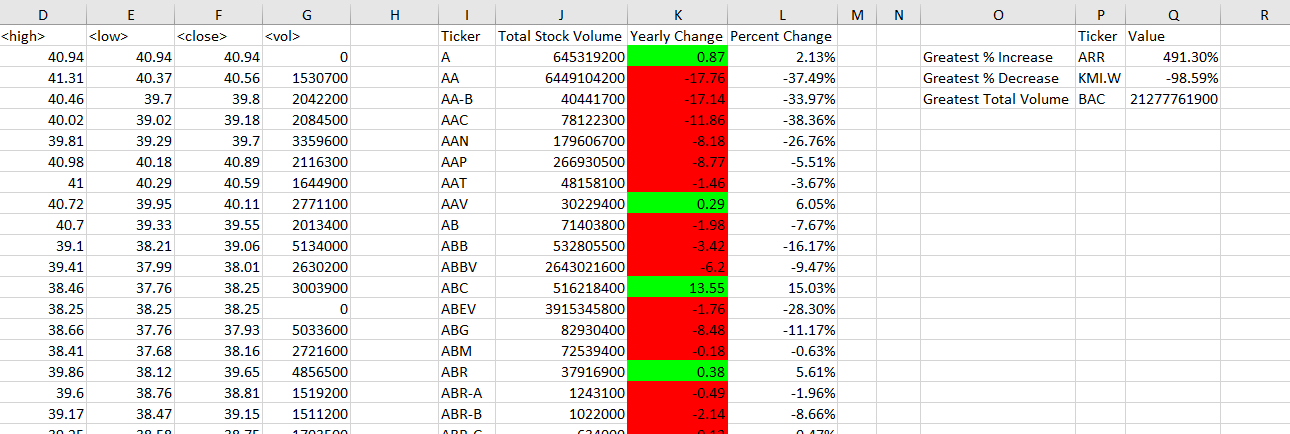 D E F G H I J K L M N O P Q R
<high> <low> <close> <vol> Ticker Total Stock Volume Yearly Change Percent Change Ticker Value
40.94 40.94 40.94 0 A 645319200 0.87 2.13% Greatest % Increase ARR 491.30%
41.31 40.37 40.56 1530700 AA 6449104200 -17.76 -37.49% Greatest % Decrease KMI.W -98.59%
40.46 39.7 39.8 2042200 AA-B 40441700 -17.14 -33.97% Greatest Total Volume BAC 21277761900
40.02 39.02 39.18 2084500 AAC 78122300 -11.86 -38.36%
39.81 39.29 39.7 3359600 AAN 179606700 -8.18 -26.76%
40.98 40.18 40.89 2116300 AAP 266930500 -8.77 -5.51%
41 40.29 40.59 1644900 AAT 48158100 -1.46 -3.67%
40.72 39.95 40.11 2771100 AAV 30229400 0.29 6.05%
40.7 39.33 39.55 2013400 AB 71403800 -1.98 -7.67%
39.1 38.21 39.06 5134000 ABB 532805500 -3.42 -16.17%
39.41 37.99 38.01 2630200 ABBV 2643021600 -6.2 -9.47%
38.46 37.76 38.25 3003900 ABC 516218400 13.55 15.03%
38.25 38.25 38.25 0 ABEV 3915345800 -1.76 -28.30%
38.66 37.76 37.93 5033600 ABG 82930400 -8.48 -11.17%
38.41 37.68 38.16 2721600 ABM 72539400 -0.18 -0.63%
39.86 38.12 39.65 4856500 ABR 37916900 0.38 5.61%
39.6 38.76 38.81 1519200 ABR-A 1243100 -0.49 -1.96%
39.17 38.47 39.15 1511200 ABR-B 1022000 -2.14 -8.66%